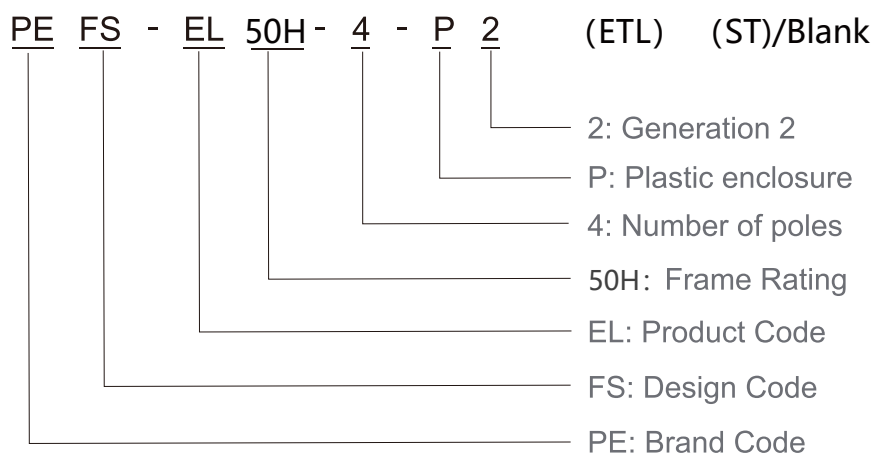 PE FS - EL 50H - 4 - P 2 (ETL) (ST)/Blank
2: Generation 2
P: Plastic enclosure
4: Number of poles
50H: Frame Rating
EL: Product Code
FS: Design Code
PE: Brand Code